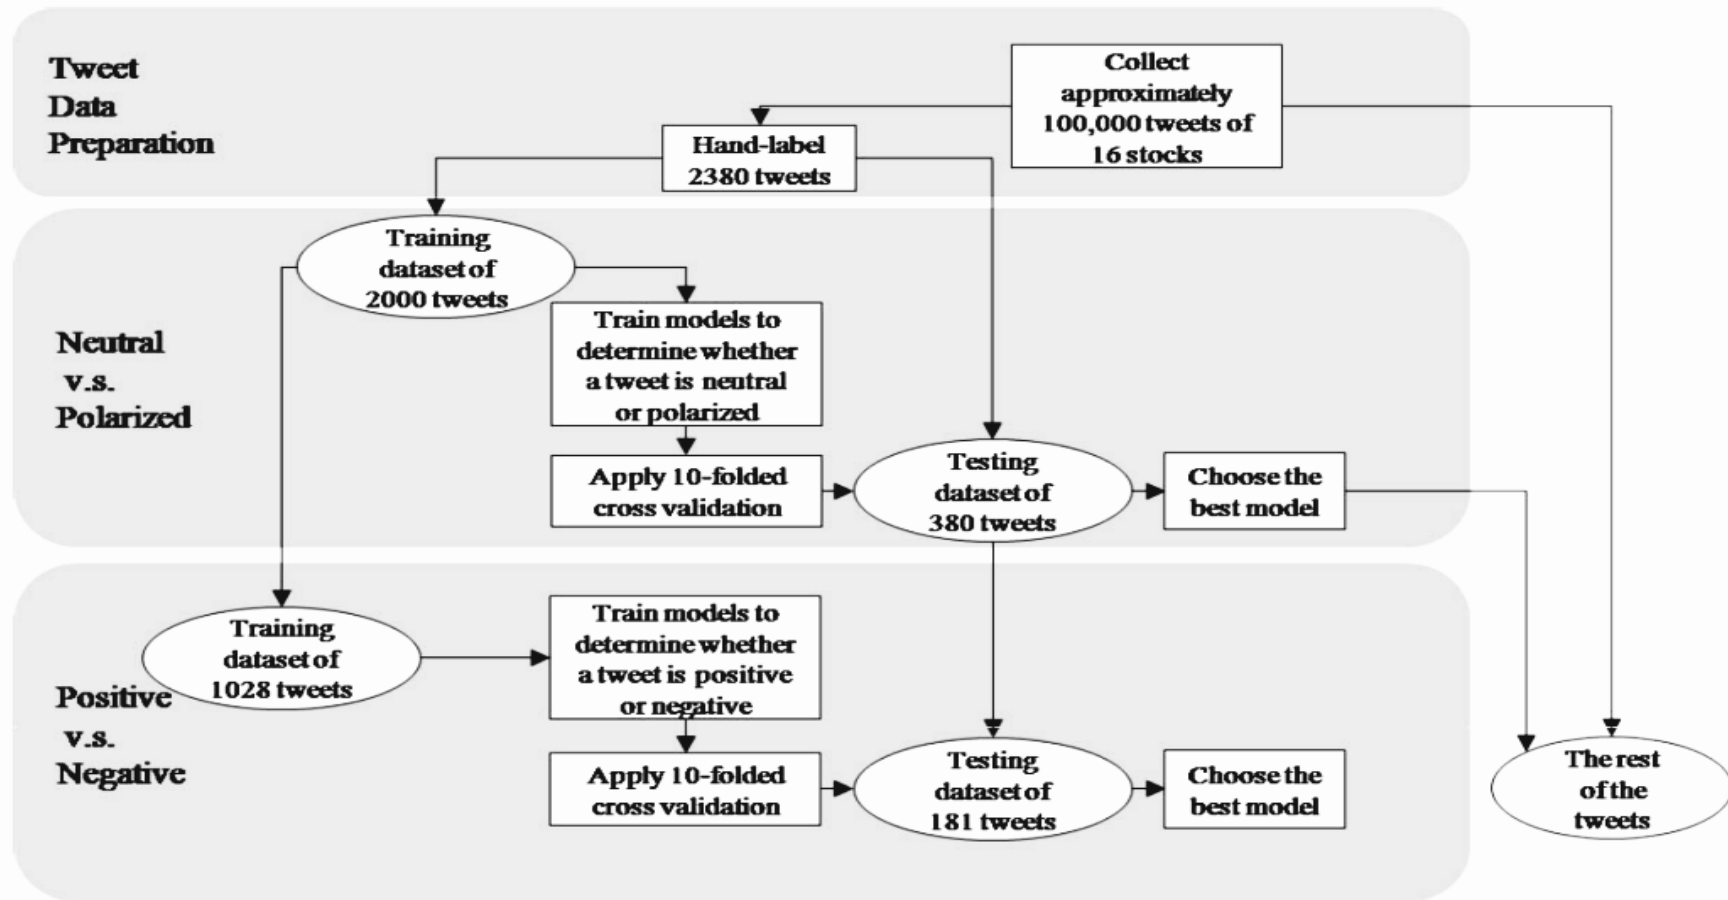 Tweet
Data
Preparation
Collect
approximately
100,000 tweets of
16 stocks
Hand-label
2380 tweets
Neutral
v.s.
Polarized
Training
dataset of
2000 tweets
Train models to
determine whether
a tweet is neutral
or polarized
Apply 10-folded
cross validation
Testing
dataset of
380 tweets
Choose the
best model
Positive
v.s.
Negative
Training
dataset of
1028 tweets
Train models to
determine whether
a tweet is positive
or negative
Apply 10-folded
cross validation
Testing
dataset of
181 tweets
Choose the
best model
The rest
of the
tweets